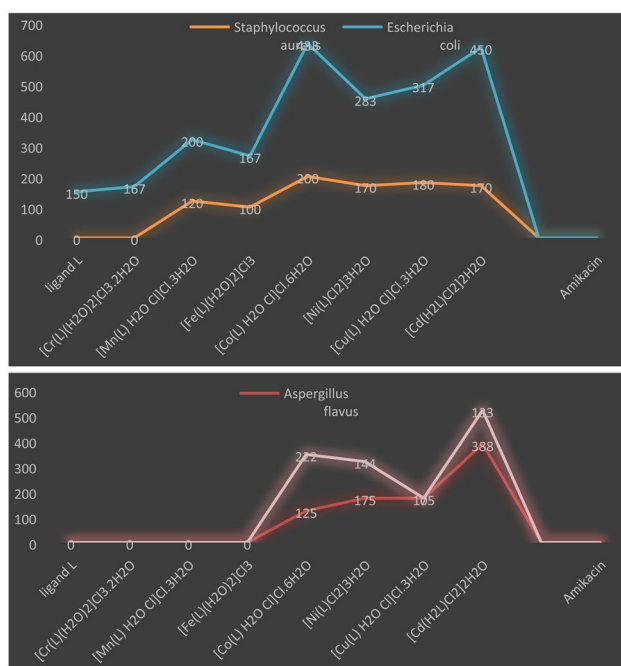 700
600
500
400
300
200
100
0
Staphylococcus
aureus
Escherichia
coli
150
167
200
167
433
283
317
450
0
0
120
100
200
170
180
170
ligand L
[Cr(L)(H2O)2]Cl3.2H2O
[Mn(L) H2O Cl]Cl.3H2O
[Fe(L)(H2O)2]Cl3
[Co(L) H2O Cl]Cl.6H2O
[Ni(L)Cl2]3H2O
[Cu(L) H2O Cl]Cl.3H2O
[Cd(H2L)Cl2]2H2O
Amikacin
600
500
400
300
200
100
0
Aspergillus
flavus
222
144
133
0
0
0
0
125
175
175
388
ligand L
[Cr(L)(H2O)2]Cl3.2H2O
[Mn(L) H2O Cl]Cl.3H2O
[Fe(L)(H2O)2]Cl3
[Co(L) H2O Cl]Cl.6H2O
[Ni(L)Cl2]3H2O
[Cu(L) H2O Cl]Cl.3H2O
[Cd(H2L)Cl2]2H2O
Amikacin